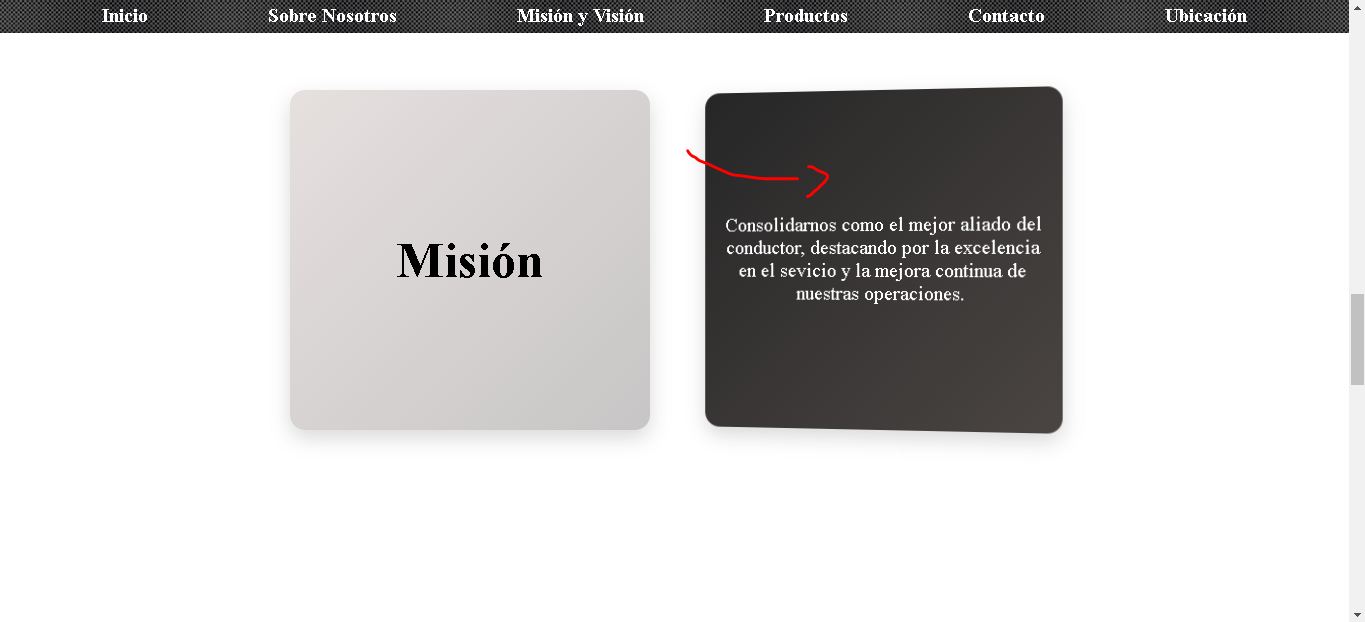 Inicio Sobre Nosotros Misión y Visión Productos Contacto Ubicación
Misión
Consolidarnos como el mejor aliado del
conductor, destacando por la excelencia
en el sevicio y la mejora continua de
nuestras operaciones.